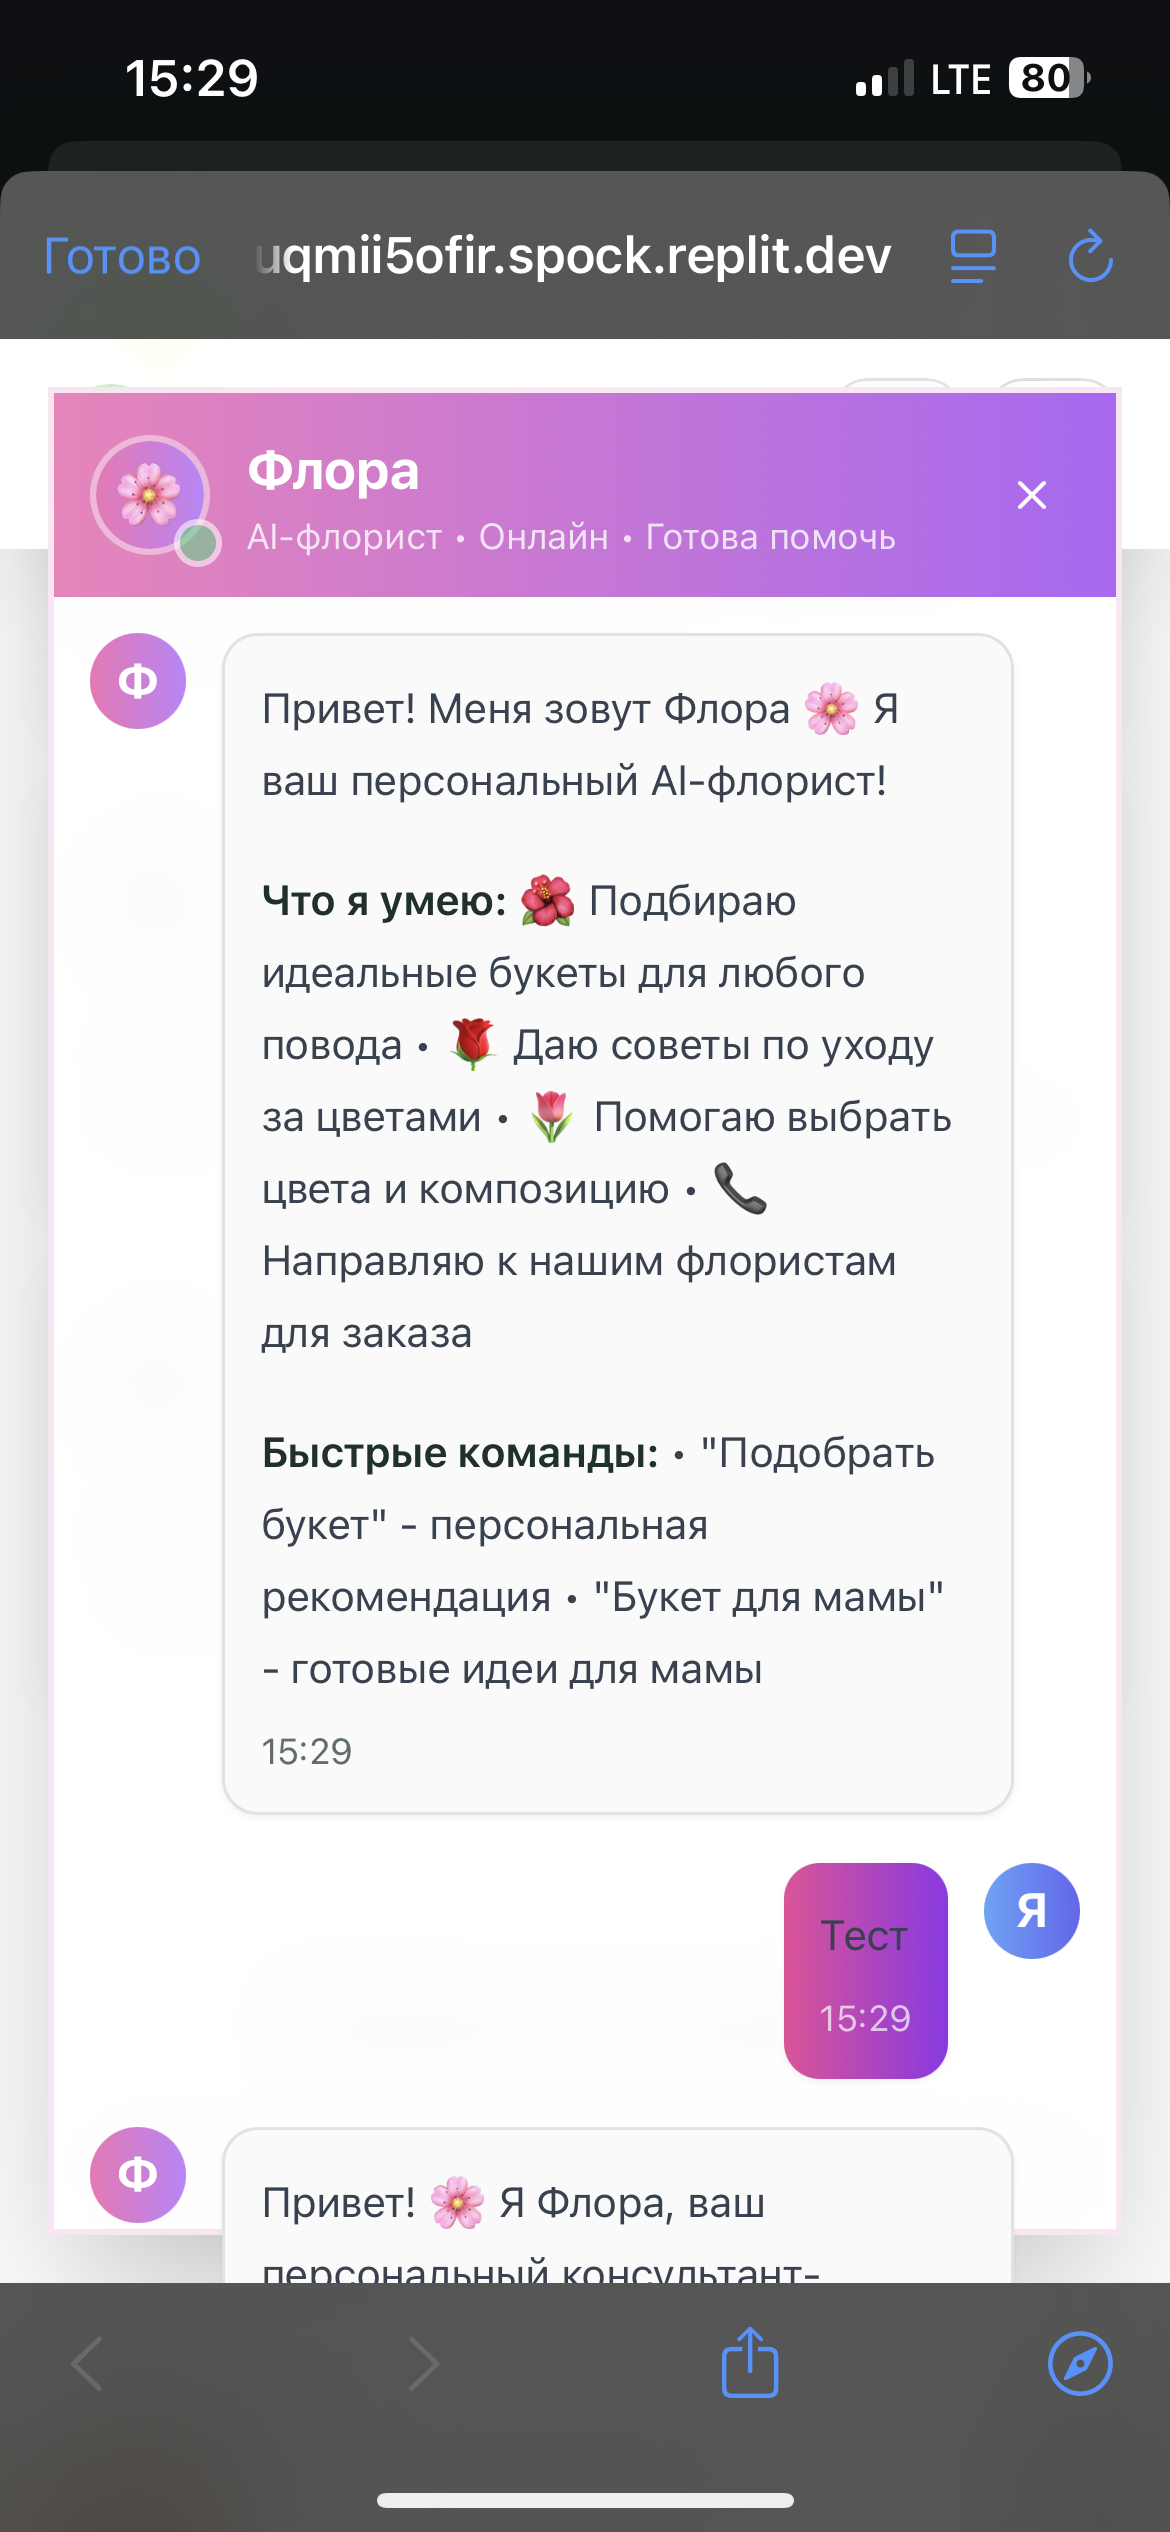 15:29
LTE 80
Готово
uqmii5ofir.spock.replit.dev
Флора
AI-флорист • Онлайн • Готова помочь
Ф
Привет! Меня зовут Флора 🌸 Я
ваш персональный AI-флорист!
Что я умею: 🌺 Подбираю
идеальные букеты для любого
повода • 🌹 Даю советы по уходу
за цветами • 🌷 Помогаю выбрать
цвета и композицию • 📞
Направляю к нашим флористам
для заказа
Быстрые команды: • "Подобрать
букет" - персональная
рекомендация • "Букет для мамы"
- готовые идеи для мамы
15:29
Тест
15:29
Я
Ф
Привет! 🌸 Я Флора, ваш
персональный консультант-